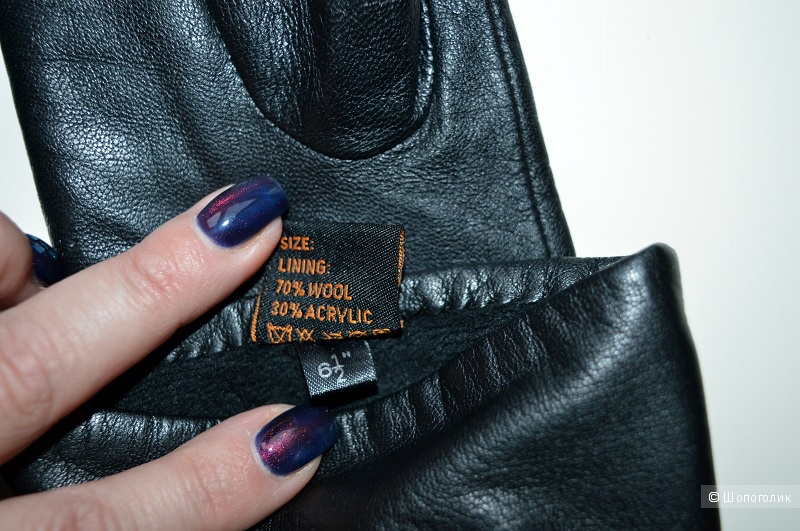 SIZE:
LINING:
70% WOOL
30% ACRYLIC
6½"
© Шопоголик